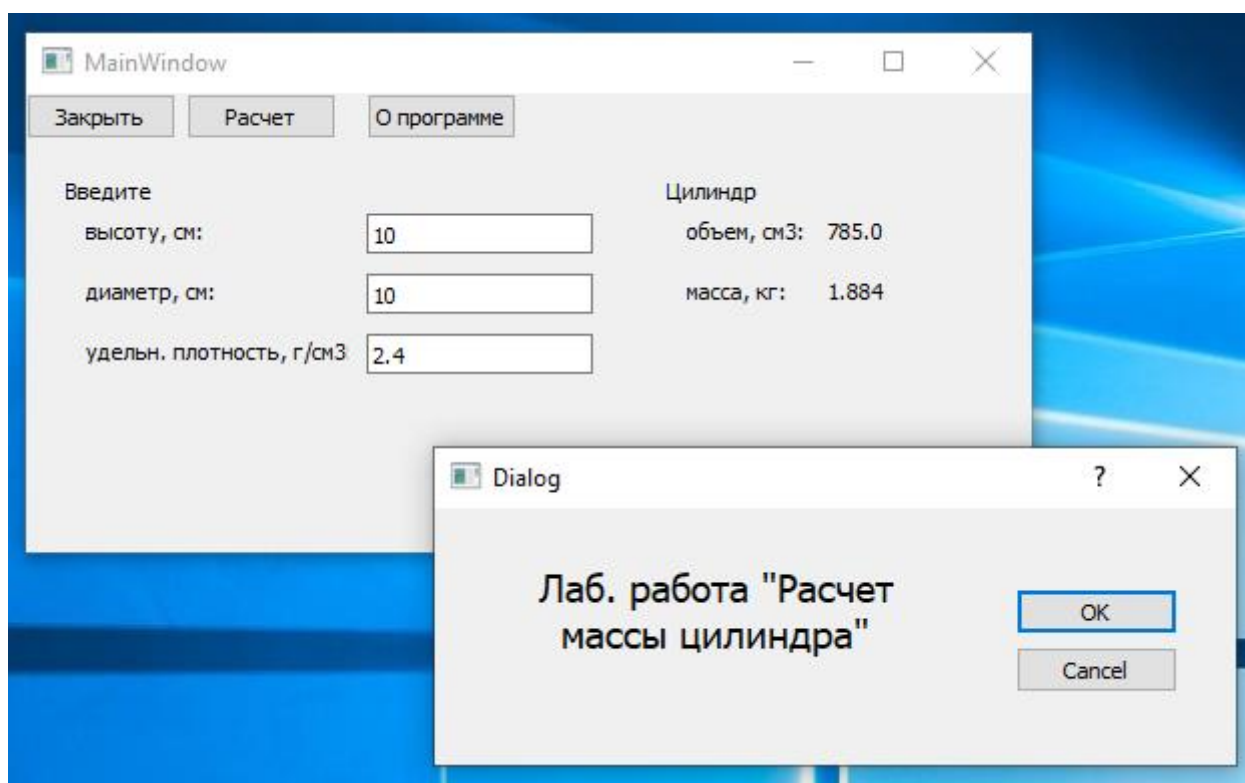 MainWindow
Закрыть Расчет О программе
Введите Цилиндр
высоту, см: 10 объем, см3: 785.0
диаметр, см: 10 масса, кг: 1.884
удельн. плотность, г/см3 2.4
Dialog ?
Лаб. работа "Расчет
массы цилиндра"
OK
Cancel